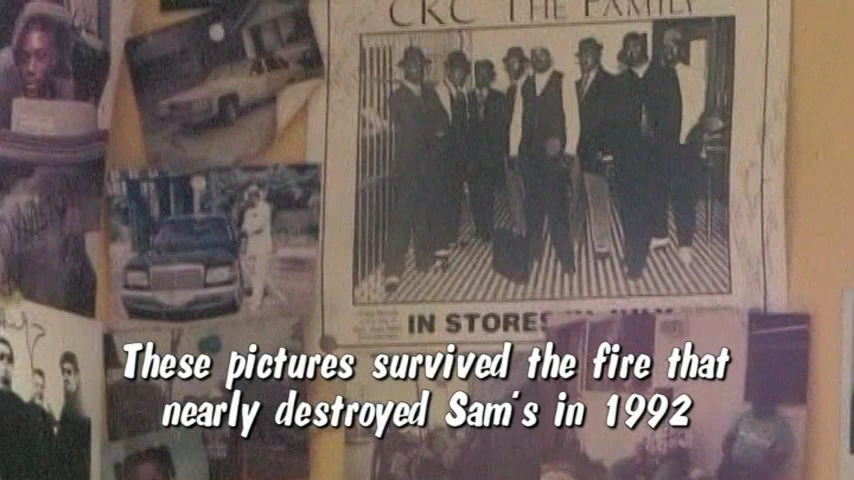 CRC THE FAMILY
IN STORES
These pictures survived the fire that
nearly destroyed Sam's in 1992